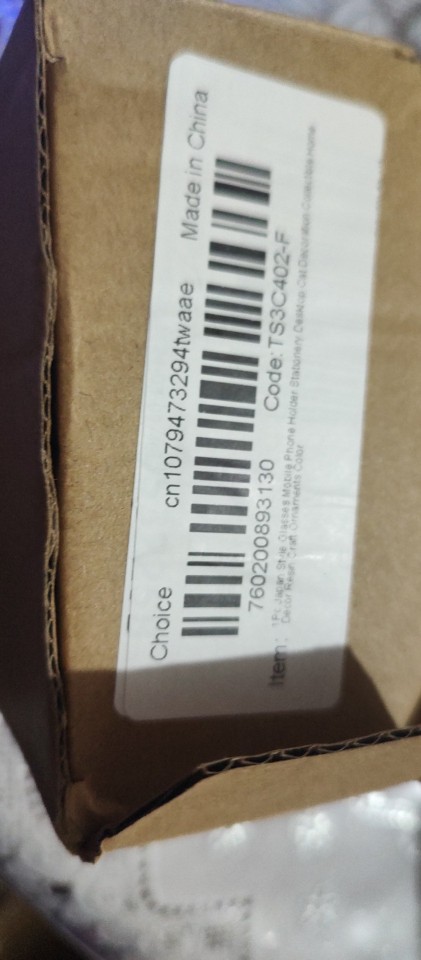 Choice cn1079473294twaae Made in China
760200893130 Code:TS3C402-F
Item: 1Pc Japan Style Glasses Mobile Phone Holder Stationery Desktop Cat Decoration Collectible Home
Decor Resin Craft Ornaments Color